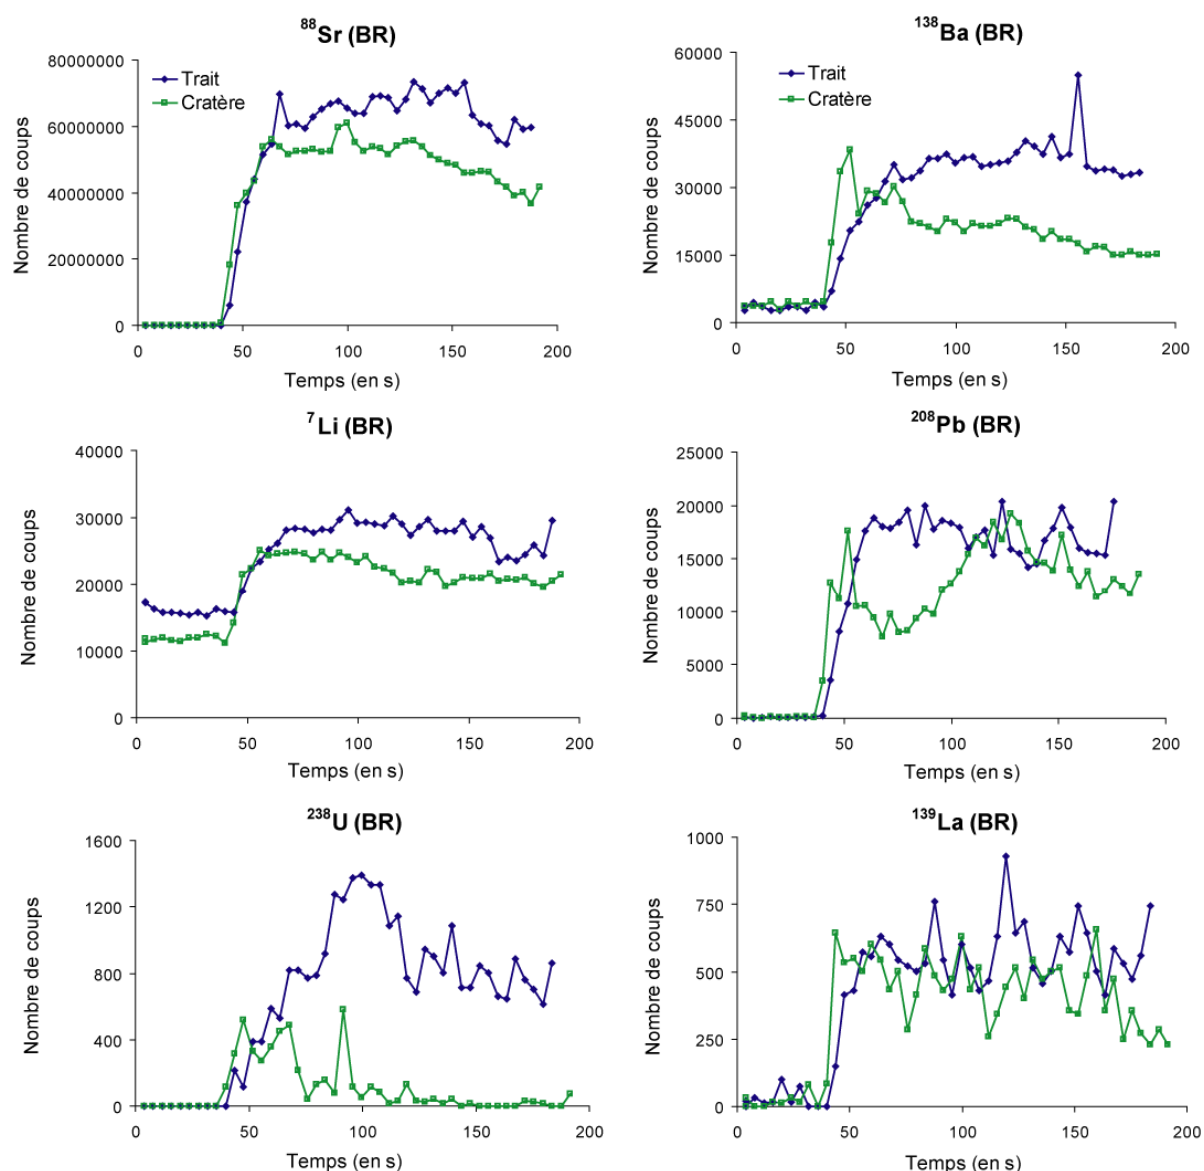 ⁸⁸Sr (BR)
Nombre de coups
80000000
60000000
40000000
20000000
0
Trait
Cratère
0 50 100 150 200
Temps (en s)
¹³⁸Ba (BR)
Nombre de coups
60000
45000
30000
15000
0
Trait
Cratère
0 50 100 150 200
Temps (en s)
⁷Li (BR)
Nombre de coups
40000
30000
20000
10000
0
0 50 100 150 200
Temps (en s)
²⁰⁸Pb (BR)
Nombre de coups
25000
20000
15000
10000
5000
0
0 50 100 150 200
Temps (en s)
²³⁸U (BR)
Nombre de coups
1600
1200
800
400
0
0 50 100 150 200
Temps (en s)
¹³⁹La (BR)
Nombre de coups
1000
750
500
250
0
0 50 100 150 200
Temps (en s)